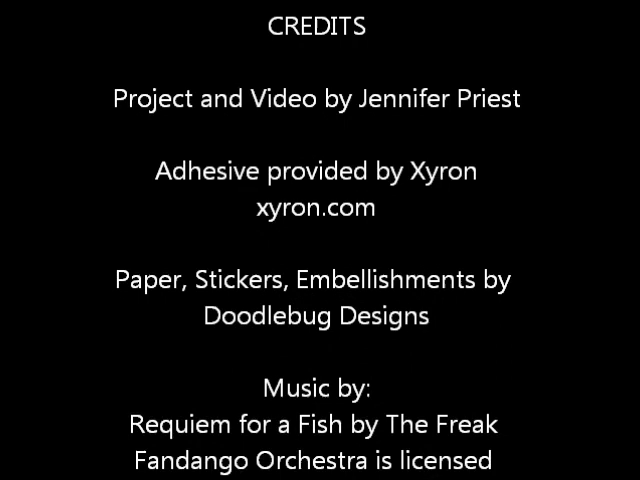 CREDITS
Project and Video by Jennifer Priest
Adhesive provided by Xyron
xyron.com
Paper, Stickers, Embellishments by
Doodlebug Designs
Music by:
Requiem for a Fish by The Freak
Fandango Orchestra is licensed